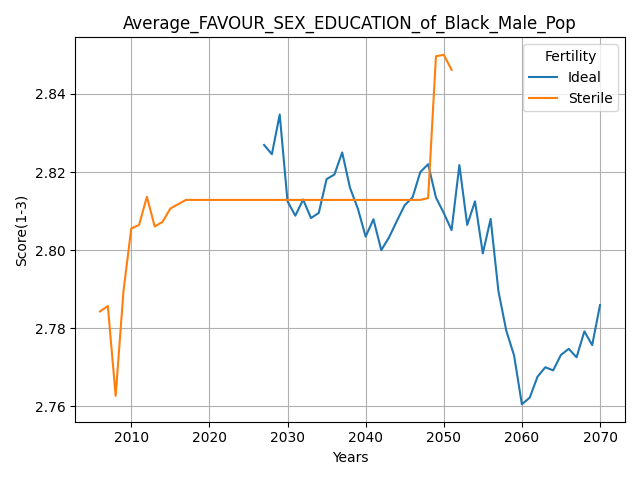 Average_FAVOUR_SEX_EDUCATION_of_Black_Male_Pop
Fertility
Ideal
Sterile
Score(1-3)
2.84
2.82
2.80
2.78
2.76
2010 2020 2030 2040 2050 2060 2070
Years